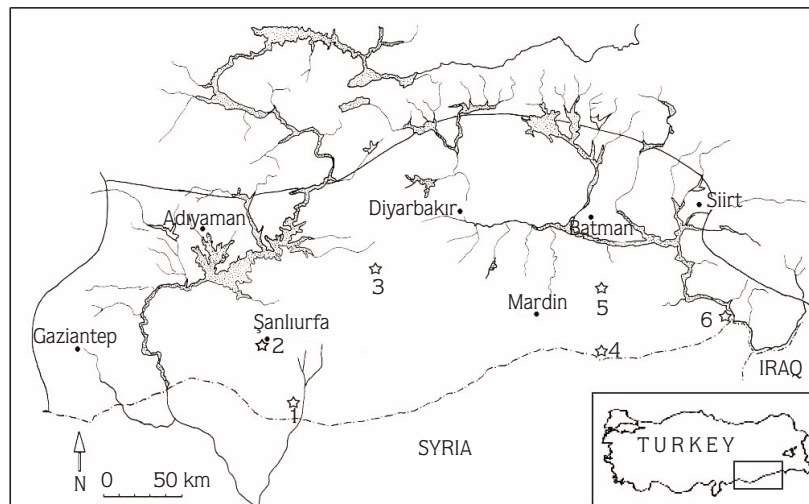 Adıyaman
Diyarbakır
Siirt
Batman
3
5
Mardin
6
Şanlıurfa
2
Gaziantep
4
IRAQ
1
SYRIA
TURKEY
N
0 50 km